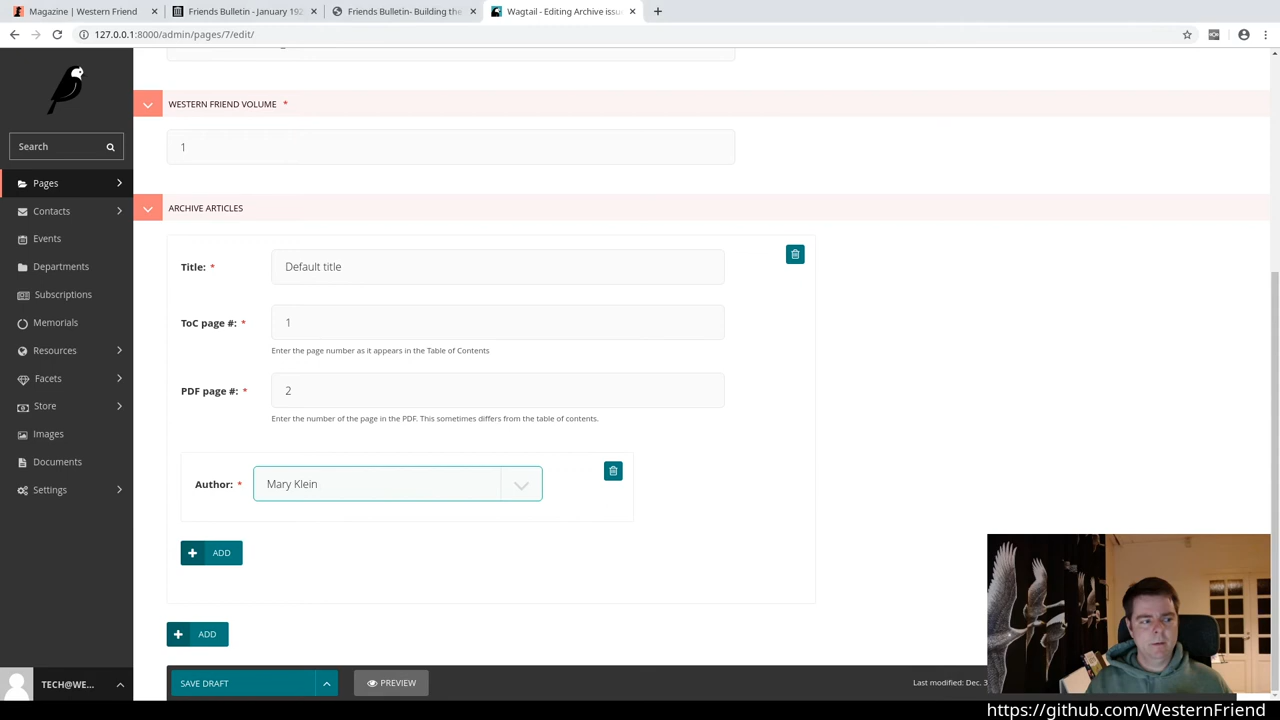 Magazine | Western Friend
Friends Bulletin - January 192
Friends Bulletin- Building the
Wagtail - Editing Archive issu
127.0.0.1:8000/admin/pages/7/edit/
WESTERN FRIEND VOLUME *
Search
1
Pages
ARCHIVE ARTICLES
Contacts
Events
Departments
Subscriptions
Memorials
Resources
Facets
Store
Images
Documents
Settings
Title: *
Default title
ToC page #: *
1
Enter the page number as it appears in the Table of Contents
PDF page #: *
2
Enter the number of the page in the PDF. This sometimes differs from the table of contents.
Author: *
Mary Klein
ADD
ADD
TECH@WE...
SAVE DRAFT
PREVIEW
Last modified: Dec. 3
https://github.com/WesternFriend